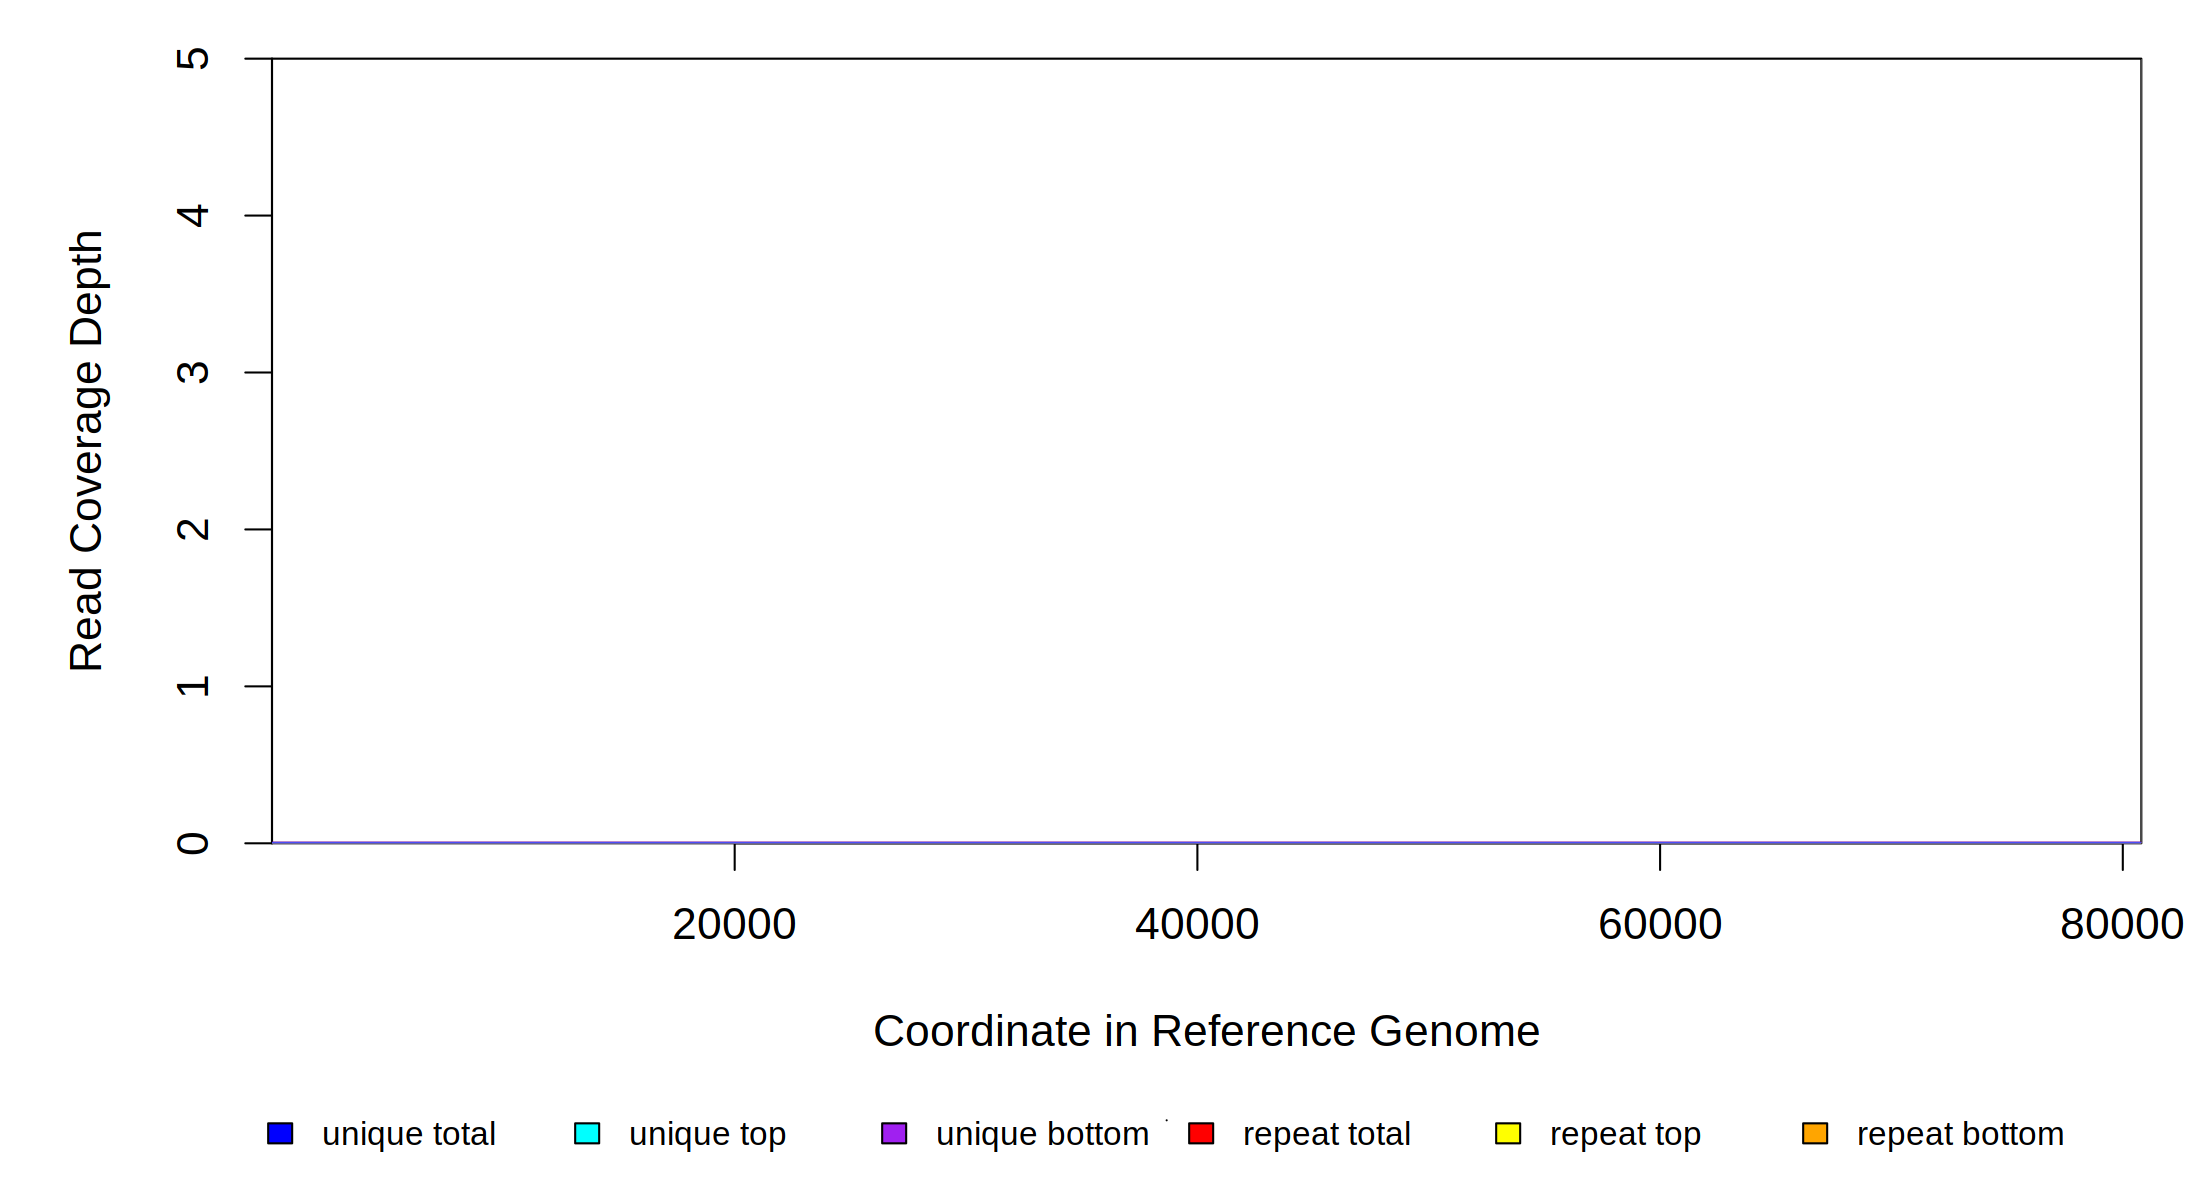 Read Coverage Depth
5
4
3
2
1
0
20000 40000 60000 80000
Coordinate in Reference Genome
unique total unique top unique bottom repeat total repeat top repeat bottom